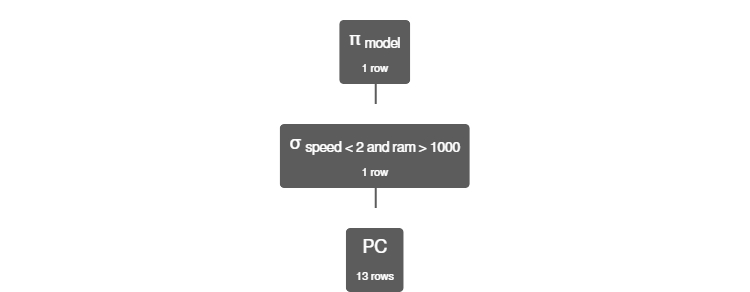 π model
1 row
σ speed < 2 and ram > 1000
1 row
PC
13 rows